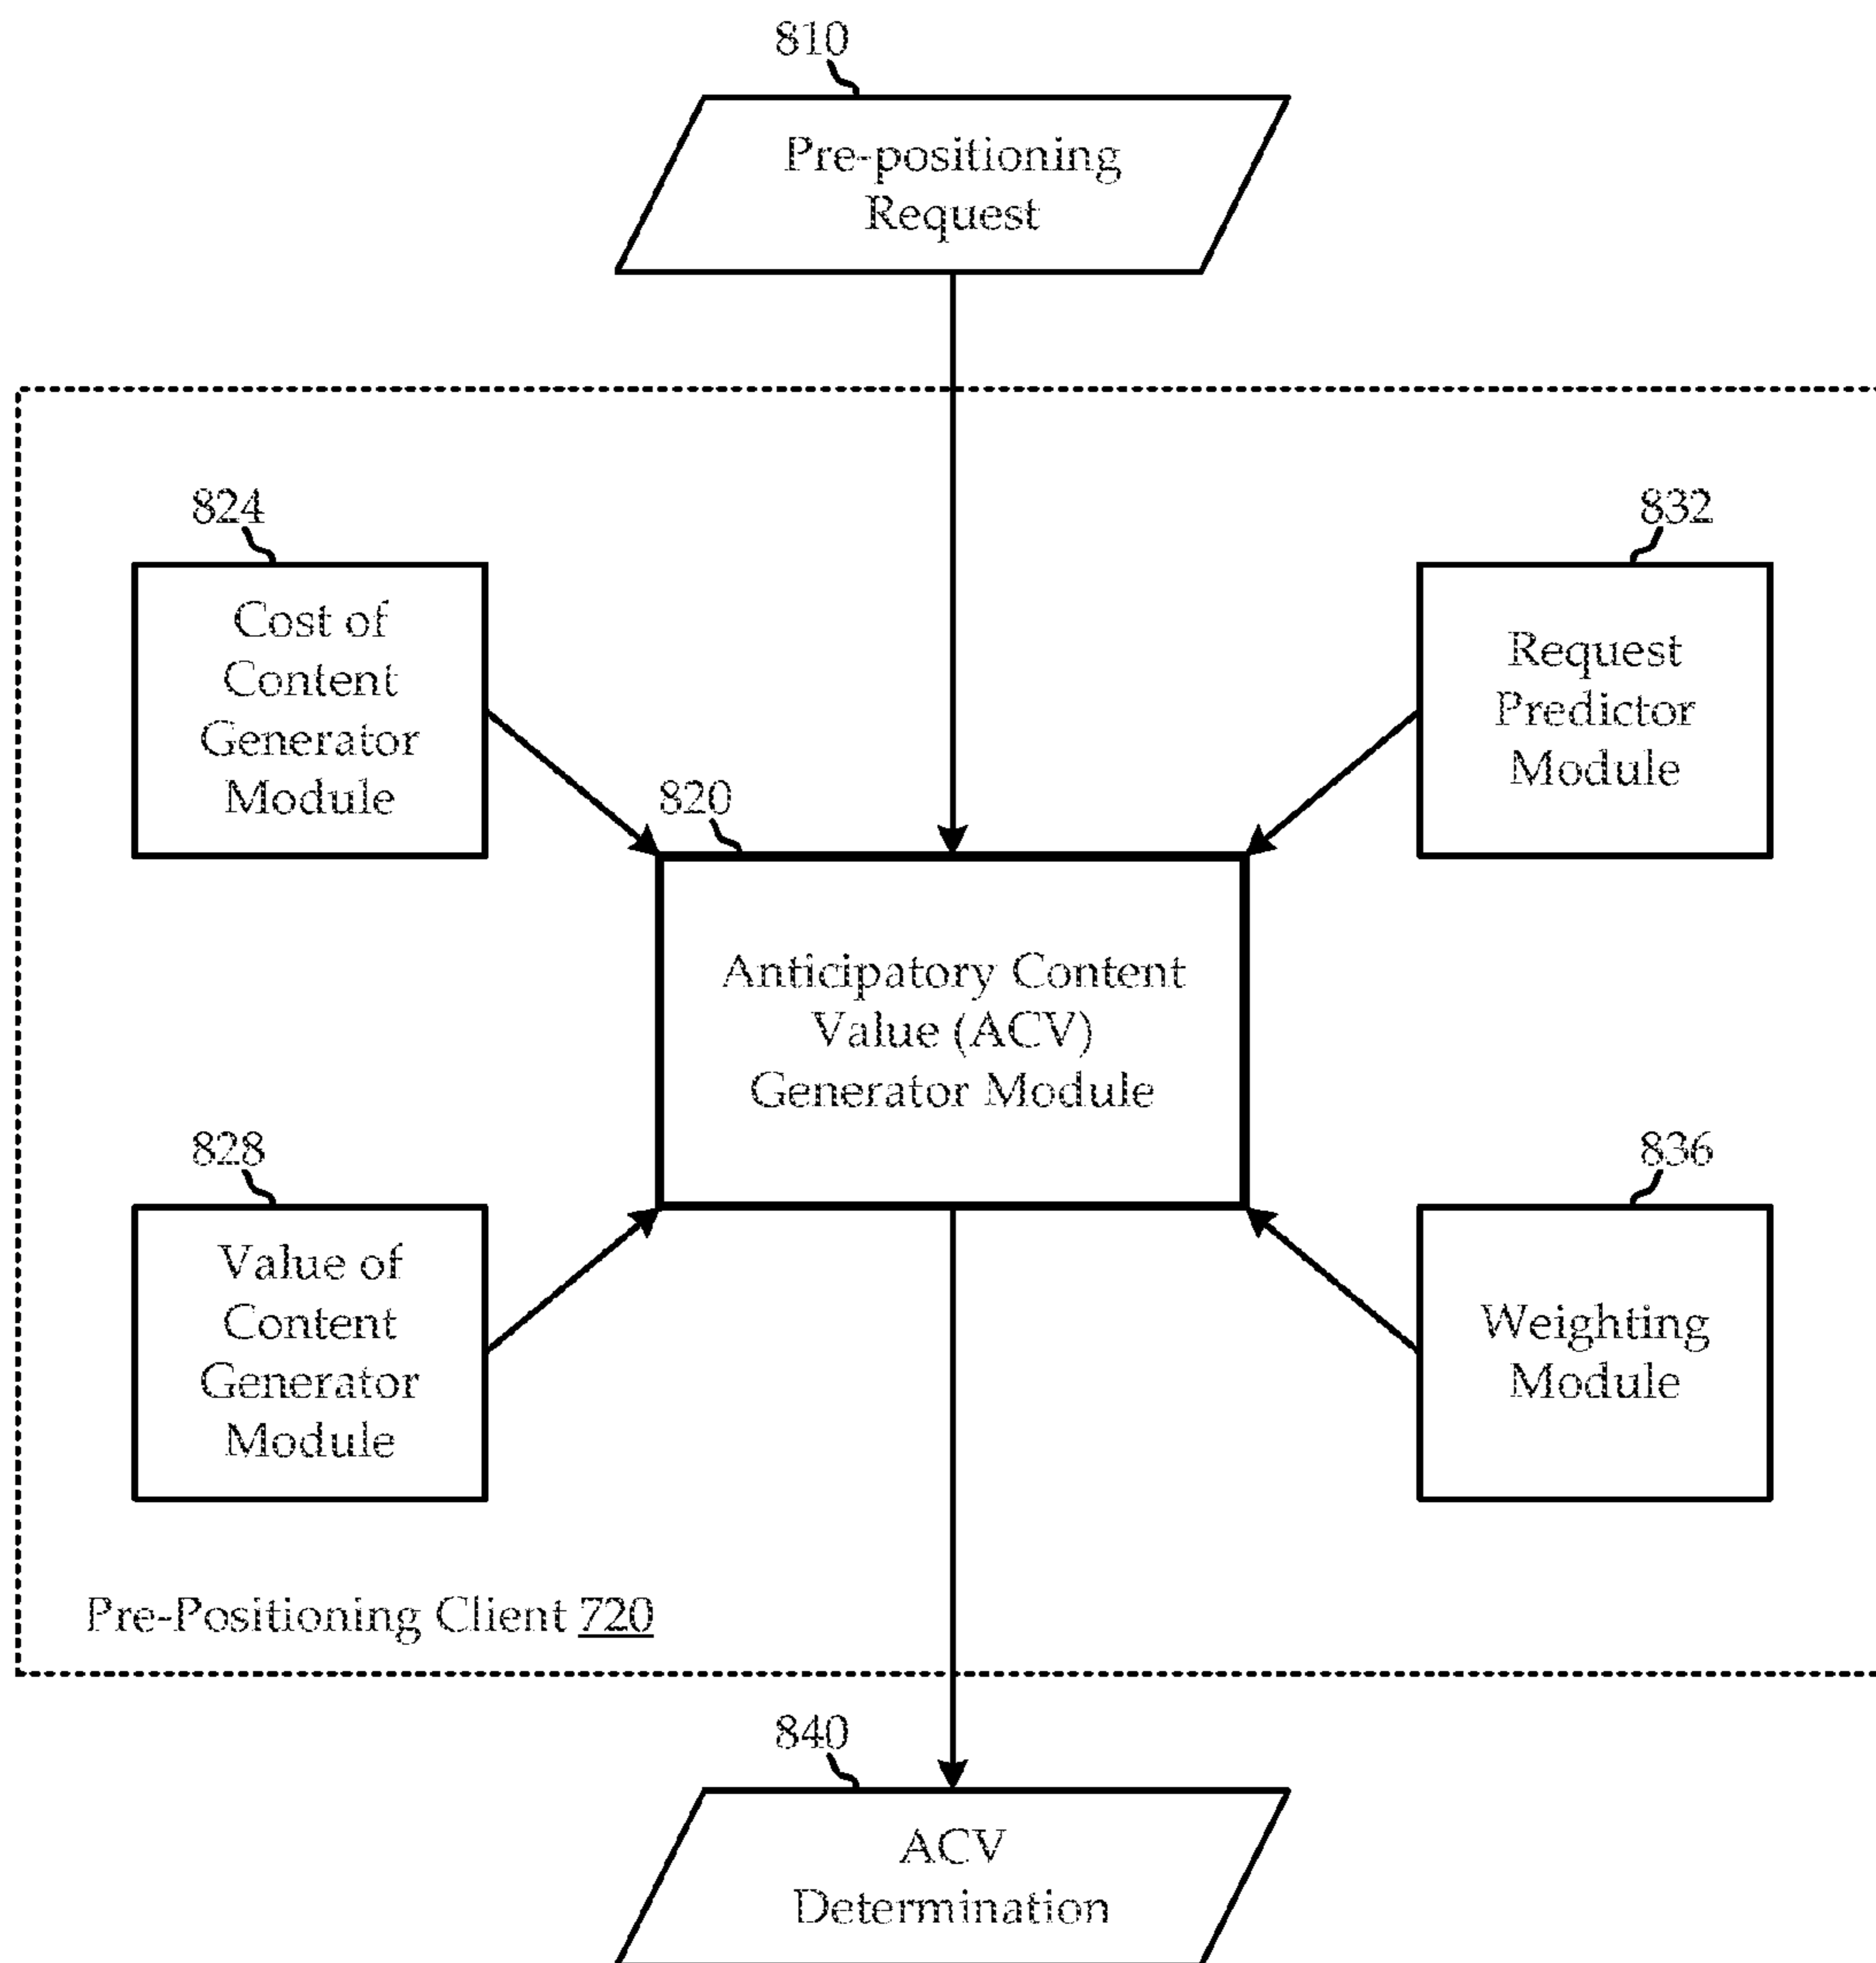 810
Pre-positioning
Request
824
Cost of
Content
Generator
Module
832
Request
Predictor
Module
820
Anticipatory Content
Value (ACV)
Generator Module
828
Value of
Content
Generator
Module
836
Weighting
Module
Pre-Positioning Client 720
840
ACV
Determination